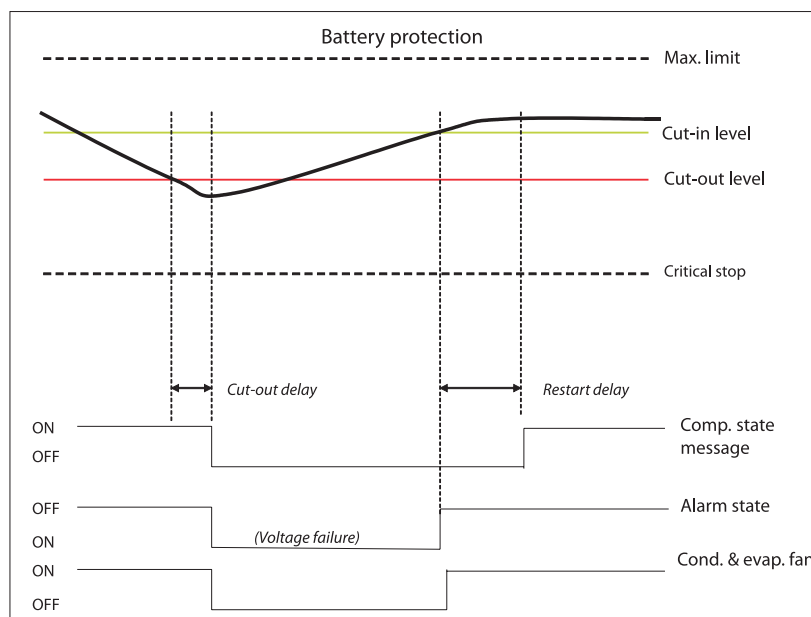 Battery protection
Max. limit
Cut-in level
Cut-out level
Critical stop
Cut-out delay
Restart delay
ON
Comp. state
message
OFF
OFF
Alarm state
(Voltage failure)
ON
Cond. & evap. fan
ON
OFF